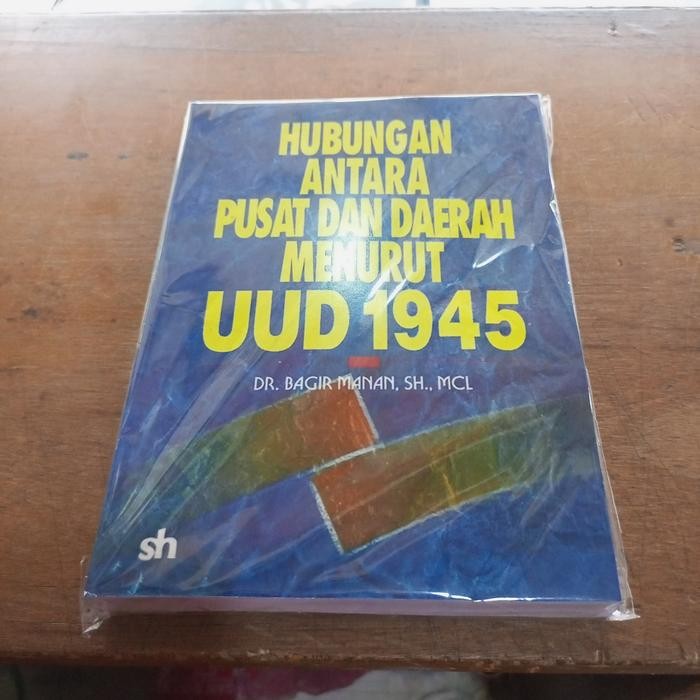 HUBUNGAN
ANTARA
PUSAT DAN DAERAH
MENURUT
UUD 1945
DR. BAGIR MANAN, SH., MCL
sh